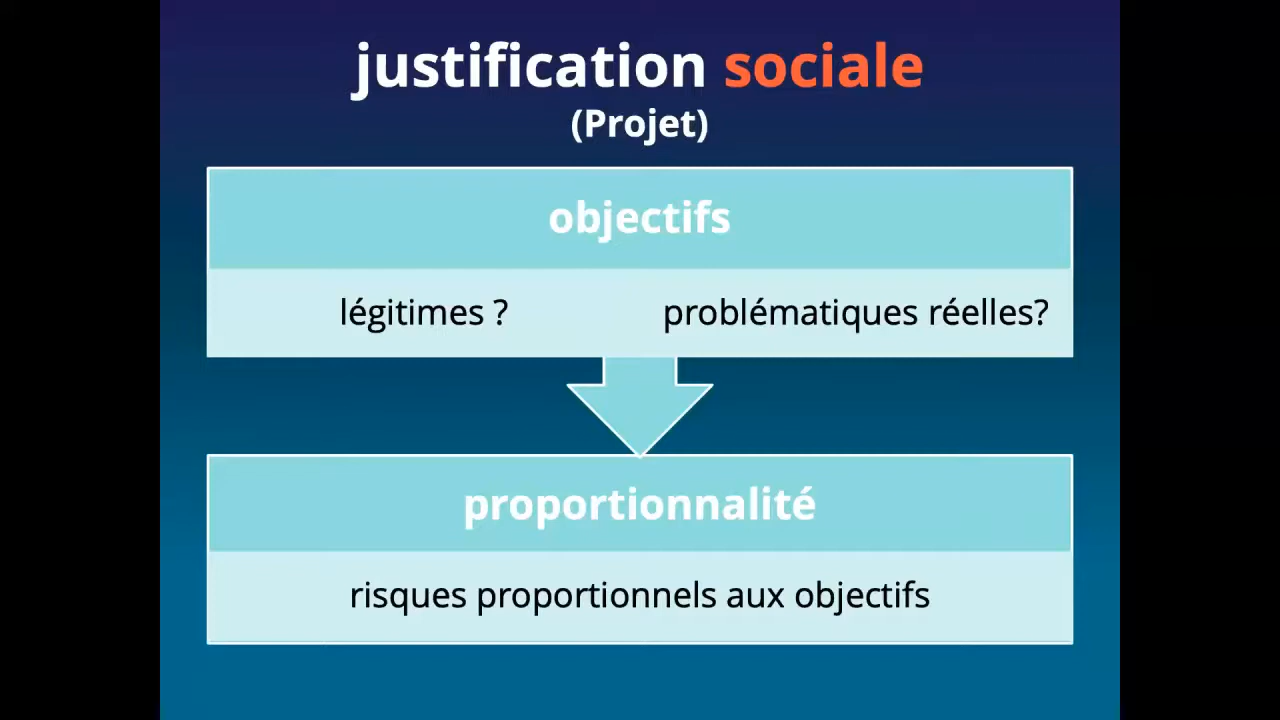 justification sociale
(Projet)
objectifs
légitimes ?
problématiques réelles?
proportionnalité
risques proportionnels aux objectifs